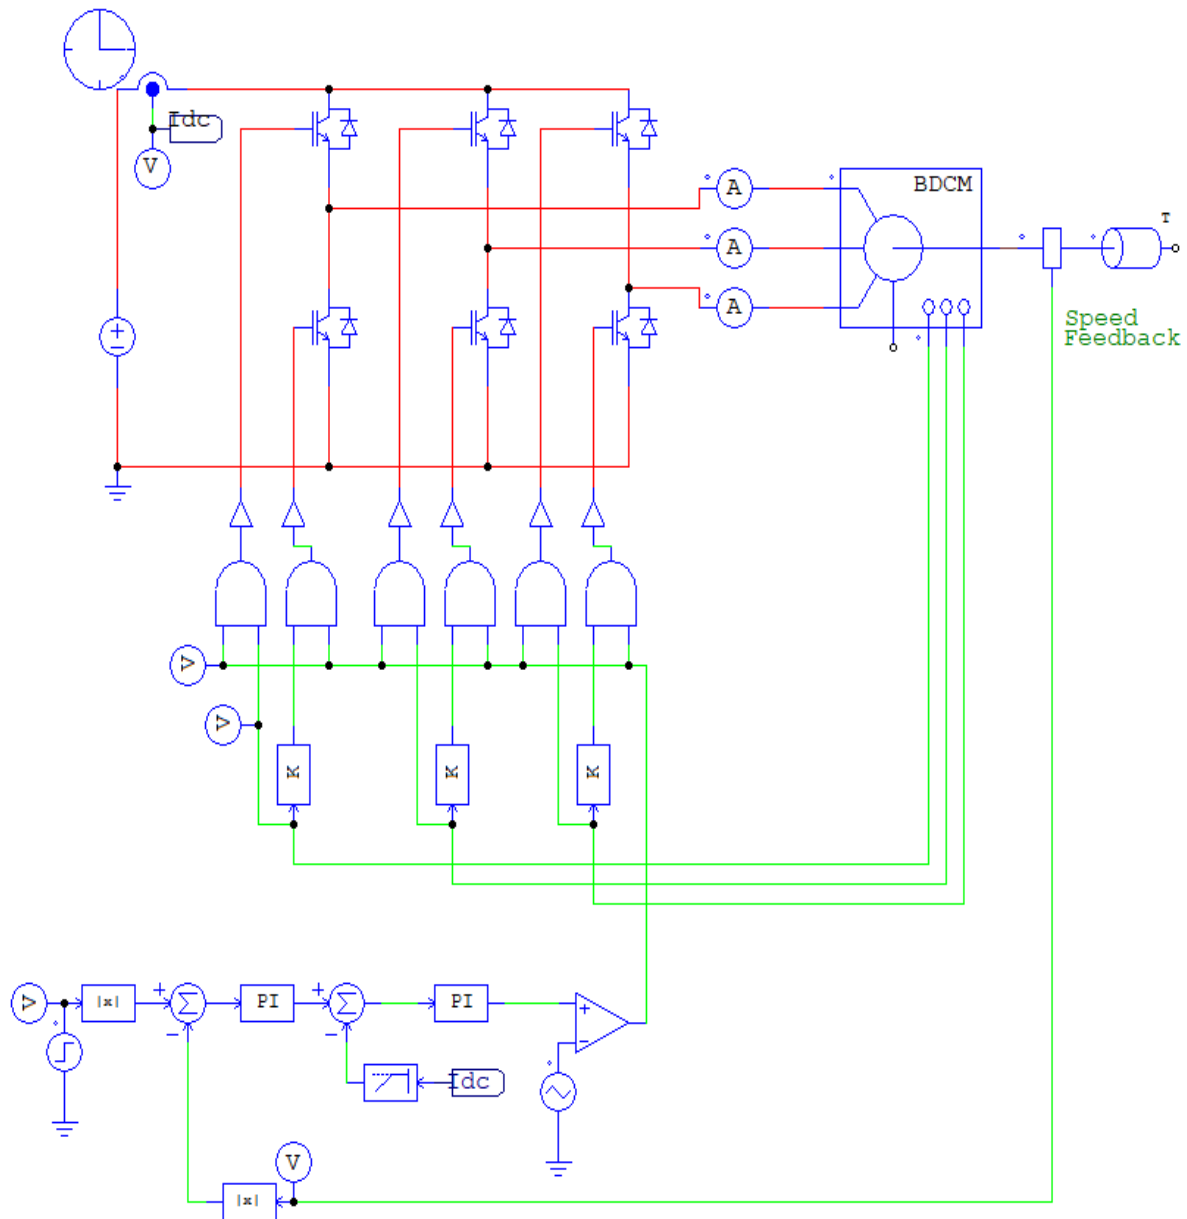 Idc
V
BDCM
A
T
A
A
Speed
Feedback
V
V
K
K
K
V
|x|
+
Σ
−
PI
+
Σ
−
PI
+
−
Idc
V
|x|